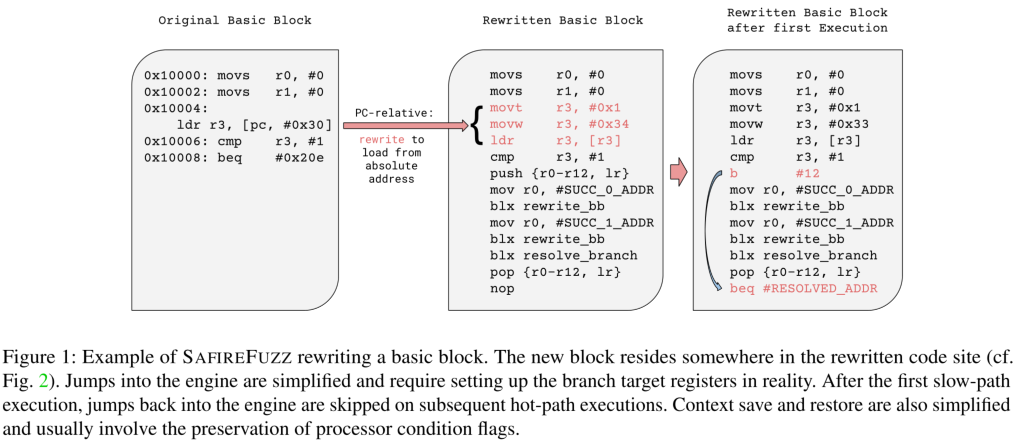 Original Basic Block
0x10000: movs r0, #0
0x10002: movs r1, #0
0x10004:
ldr r3, [pc, #0x30]
0x10006: cmp r3, #1
0x10008: beq #0x20e
PC-relative:
rewrite to
load from
absolute
address
Rewritten Basic Block
movs r0, #0
movs r1, #0
movt r3, #0x1
movw r3, #0x34
ldr r3, [r3]
cmp r3, #1
push {r0-r12, lr}
mov r0, #SUCC_0_ADDR
blx rewrite_bb
mov r0, #SUCC_1_ADDR
blx rewrite_bb
blx resolve_branch
pop {r0-r12, lr}
nop
Rewritten Basic Block
after first Execution
movs r0, #0
movs r1, #0
movt r3, #0x1
movw r3, #0x33
ldr r3, [r3]
cmp r3, #1
b #12
mov r0, #SUCC_0_ADDR
blx rewrite_bb
mov r0, #SUCC_1_ADDR
blx rewrite_bb
blx resolve_branch
pop {r0-r12, lr}
beq #RESOLVED_ADDR
Figure 1: Example of SAFIREFUZZ rewriting a basic block. The new block resides somewhere in the rewritten code site (cf.
Fig. 2). Jumps into the engine are simplified and require setting up the branch target registers in reality. After the first slow-path
execution, jumps back into the engine are skipped on subsequent hot-path executions. Context save and restore are also simplified
and usually involve the preservation of processor condition flags.